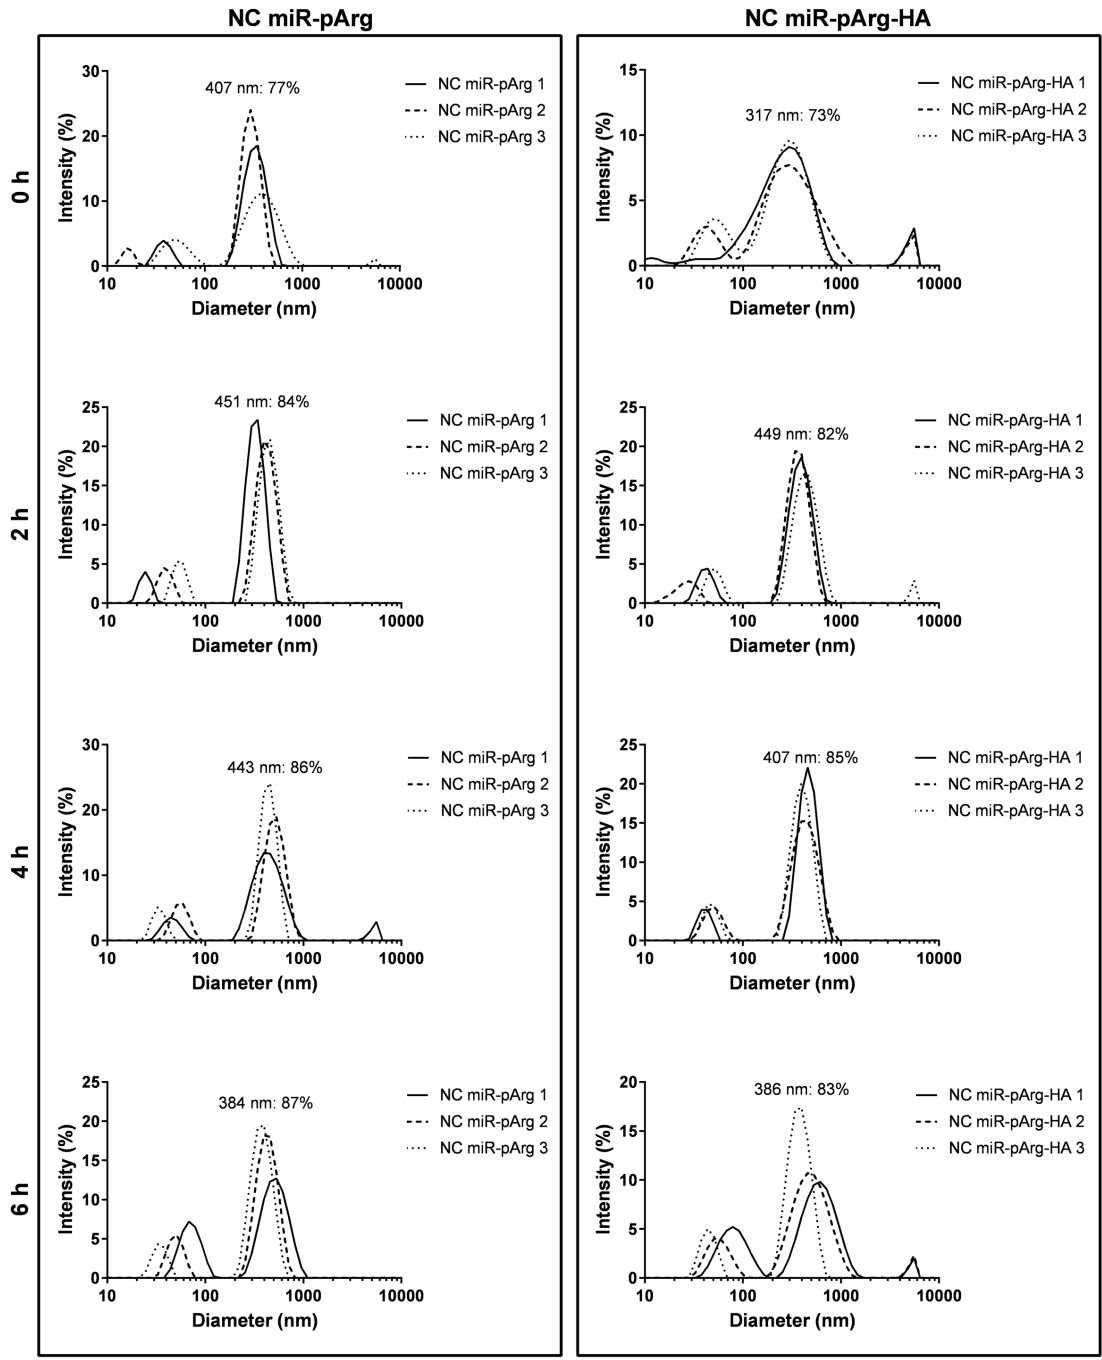 NC miR-pArg
NC miR-pArg-HA
0 h
407 nm: 77%
NC miR-pArg 1
NC miR-pArg 2
NC miR-pArg 3
Intensity (%)
30
20
10
0
10 100 1000 10000
Diameter (nm)
317 nm: 73%
NC miR-pArg-HA 1
NC miR-pArg-HA 2
NC miR-pArg-HA 3
Intensity (%)
15
10
5
0
10 100 1000 10000
Diameter (nm)
2 h
451 nm: 84%
NC miR-pArg 1
NC miR-pArg 2
NC miR-pArg 3
Intensity (%)
25
20
15
10
5
0
10 100 1000 10000
Diameter (nm)
449 nm: 82%
NC miR-pArg-HA 1
NC miR-pArg-HA 2
NC miR-pArg-HA 3
Intensity (%)
25
20
15
10
5
0
10 100 1000 10000
Diameter (nm)
4 h
443 nm: 86%
NC miR-pArg 1
NC miR-pArg 2
NC miR-pArg 3
Intensity (%)
30
20
10
0
10 100 1000 10000
Diameter (nm)
407 nm: 85%
NC miR-pArg-HA 1
NC miR-pArg-HA 2
NC miR-pArg-HA 3
Intensity (%)
25
20
15
10
5
0
10 100 1000 10000
Diameter (nm)
6 h
384 nm: 87%
NC miR-pArg 1
NC miR-pArg 2
NC miR-pArg 3
Intensity (%)
25
20
15
10
5
0
10 100 1000 10000
Diameter (nm)
386 nm: 83%
NC miR-pArg-HA 1
NC miR-pArg-HA 2
NC miR-pArg-HA 3
Intensity (%)
20
15
10
5
0
10 100 1000 10000
Diameter (nm)